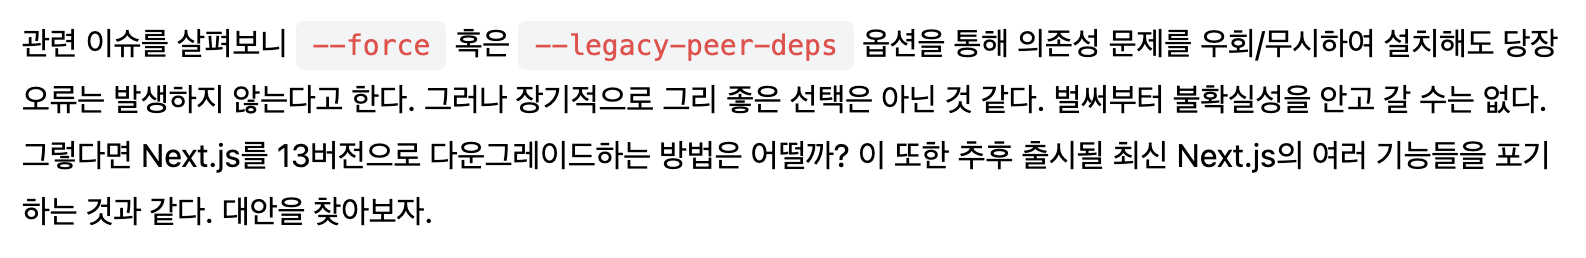 관련 이슈를 살펴보니 --force 혹은 --legacy-peer-deps 옵션을 통해 의존성 문제를 우회/무시하여 설치해도 당장
오류는 발생하지 않는다고 한다. 그러나 장기적으로 그리 좋은 선택은 아닌 것 같다. 벌써부터 불확실성을 안고 갈 수는 없다.
그렇다면 Next.js를 13버전으로 다운그레이드하는 방법은 어떨까? 이 또한 추후 출시될 최신 Next.js의 여러 기능들을 포기
하는 것과 같다. 대안을 찾아보자.